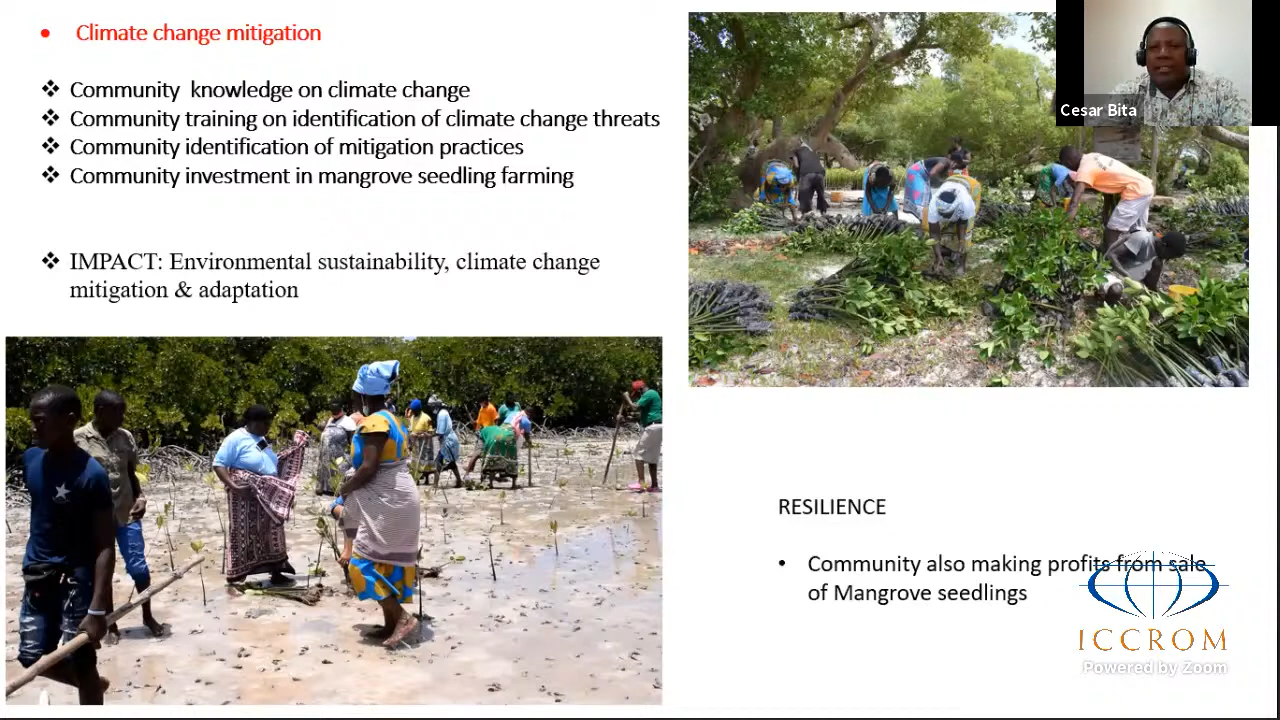 Climate change mitigation
Community knowledge on climate change
Community training on identification of climate change threats
Community identification of mitigation practices
Community investment in mangrove seedling farming
IMPACT: Environmental sustainability, climate change
mitigation & adaptation
Cesar Bita
RESILIENCE
Community also making profits from sale
of Mangrove seedlings
ICCROM
Powered by Zoom